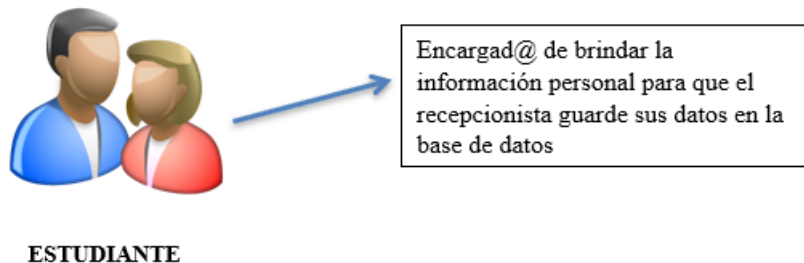 Encargad@ de brindar la
información personal para que el
recepcionista guarde sus datos en la
base de datos
ESTUDIANTE